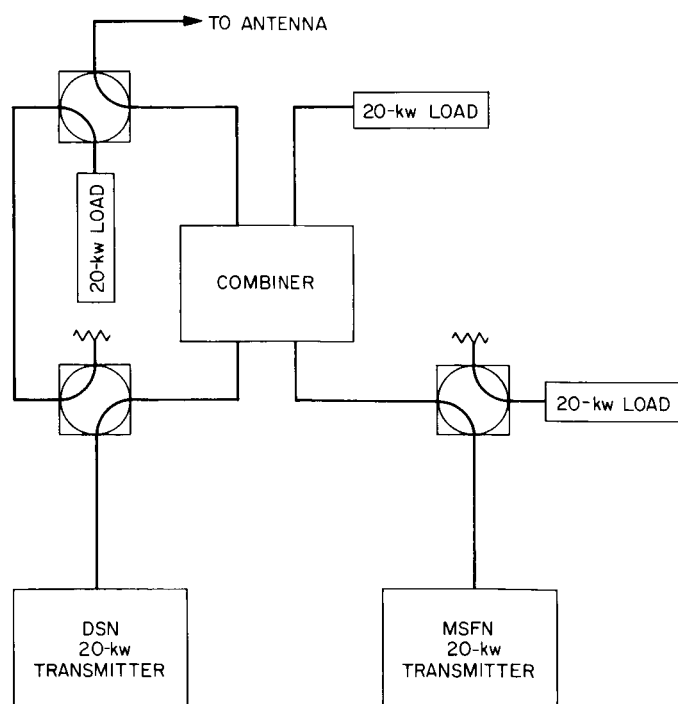 TO ANTENNA
20-kw LOAD
20-kw LOAD
COMBINER
20-kw LOAD
DSN
20-kw
TRANSMITTER
MSFN
20-kw
TRANSMITTER